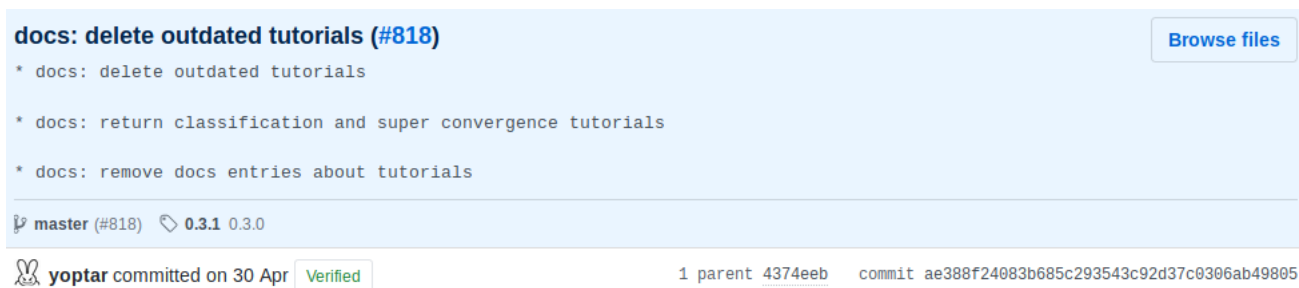 docs: delete outdated tutorials (#818)
Browse files
* docs: delete outdated tutorials
* docs: return classification and super convergence tutorials
* docs: remove docs entries about tutorials
master (#818) 0.3.1 0.3.0
yoptar committed on 30 Apr Verified 1 parent 4374eeb commit ae388f24083b685c293543c92d37c0306ab49805